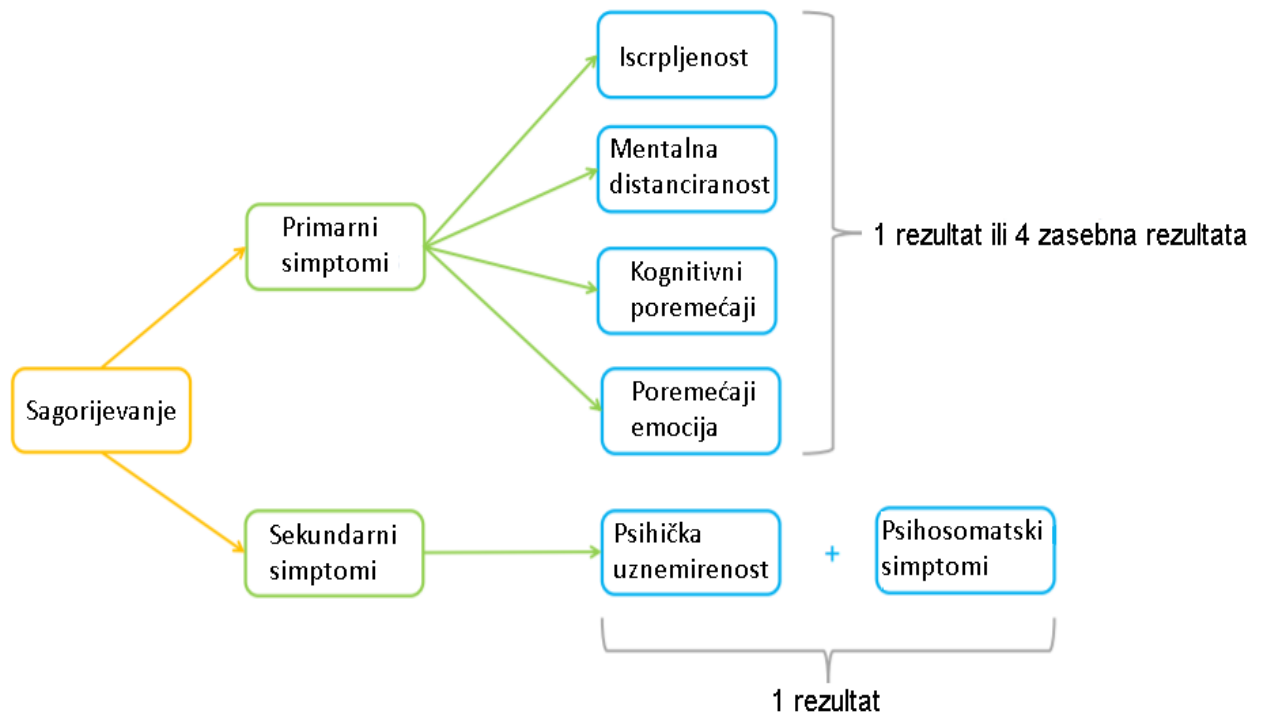 Iscrpljenost
Mentalna
distanciranost
Primarni
simptomi
1 rezultat ili 4 zasebna rezultata
Kognitivni
poremećaji
Sagorijevanje
Poremećaji
emocija
Sekundarni
simptomi
Psihička
uznemirenost
+
Psihosomatski
simptomi
1 rezultat